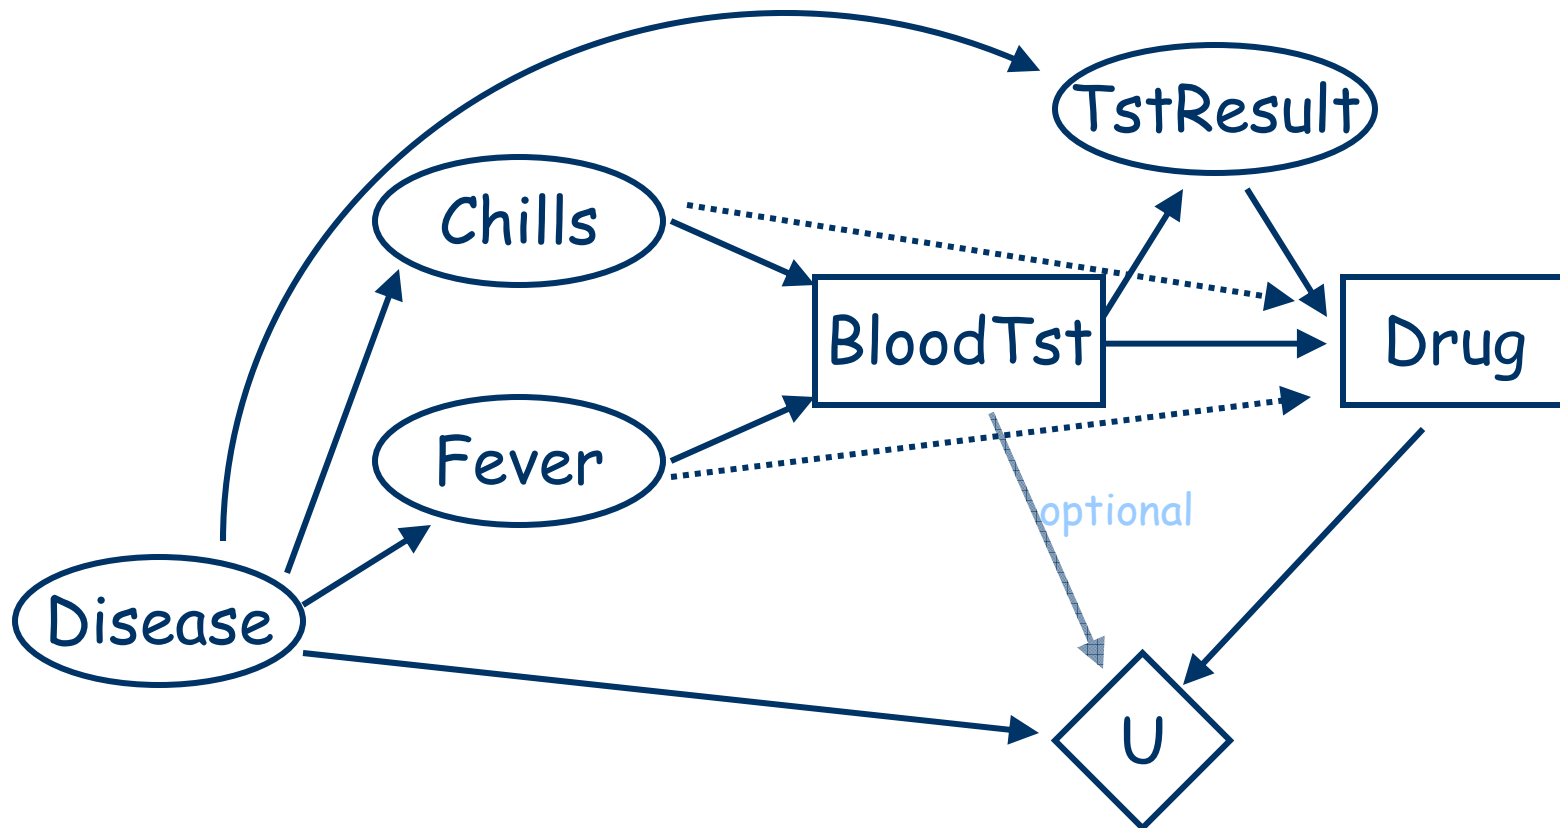 TstResult
Chills
BloodTst
Drug
Fever
optional
Disease
U